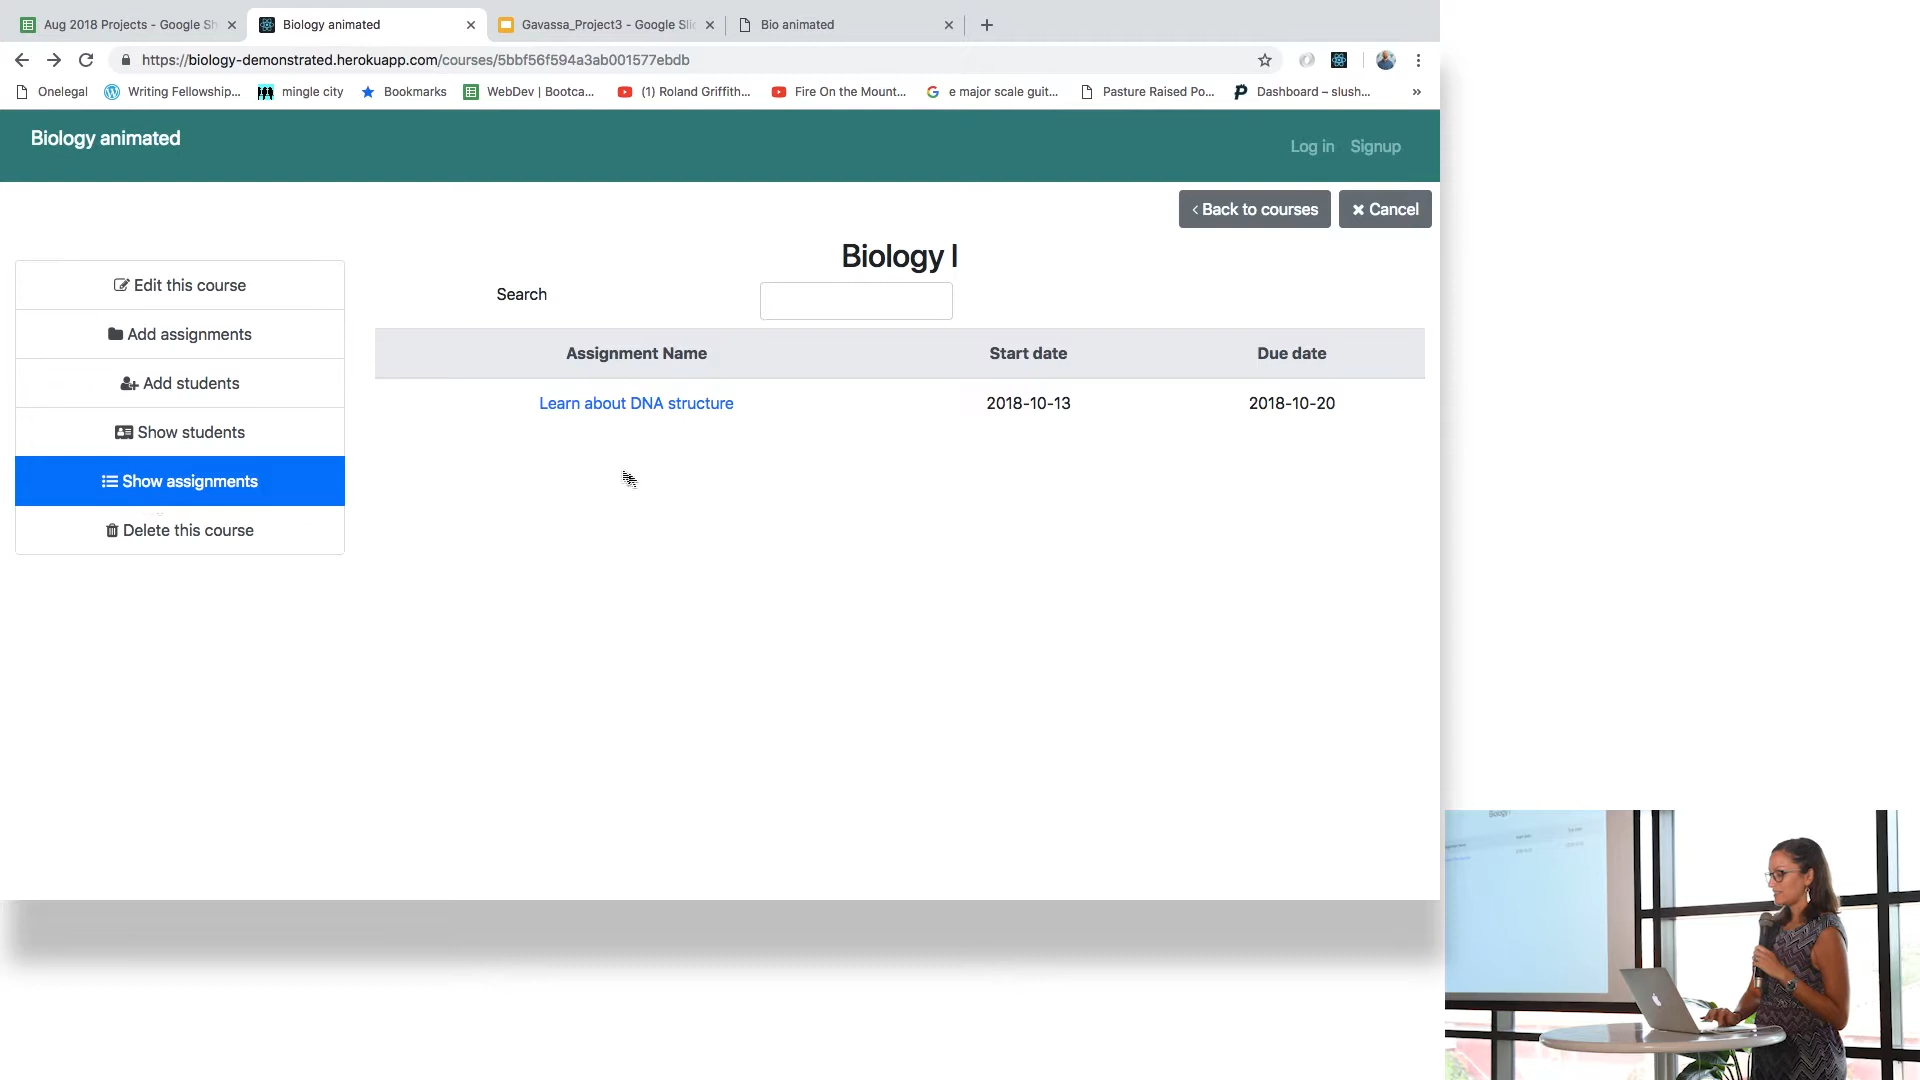 Aug 2018 Projects - Google Sh
Biology animated
Gavassa_Project3 - Google Sli
Bio animated
https://biology-demonstrated.herokuapp.com/courses/5bbf56f594a3ab001577ebdb
Onelegal
Writing Fellowship...
mingle city
Bookmarks
WebDev | Bootca...
(1) Roland Griffith...
Fire On the Mount...
e major scale guit...
Pasture Raised Po...
Dashboard – slush...
»
Biology animated
Log in
Signup
‹ Back to courses
Cancel
Biology I
Search
Edit this course
Add assignments
Add students
Show students
Show assignments
Delete this course
Assignment Name
Start date
Due date
Learn about DNA structure
2018-10-13
2018-10-20